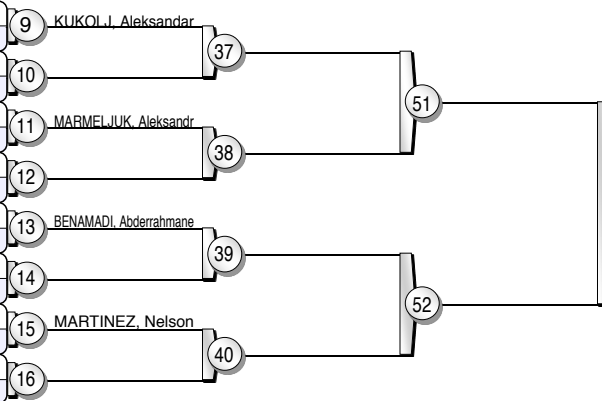 9 KUKOLJ, Aleksandar
37
10
51
11 MARMELJUK, Aleksandr
38
12
13 BENAMADI, Abderrahmane
39
14
52
15 MARTINEZ, Nelson
40
16